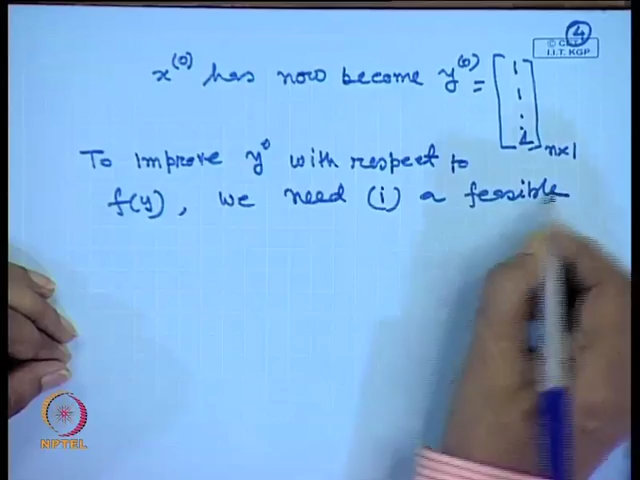 4
© C
I.I.T. KGP
x^(0) has now become y^(0) = [1 1 : 1]_n×1
To improve y^0 with respect to
f(y), we need (i) a feasible
NPTEL